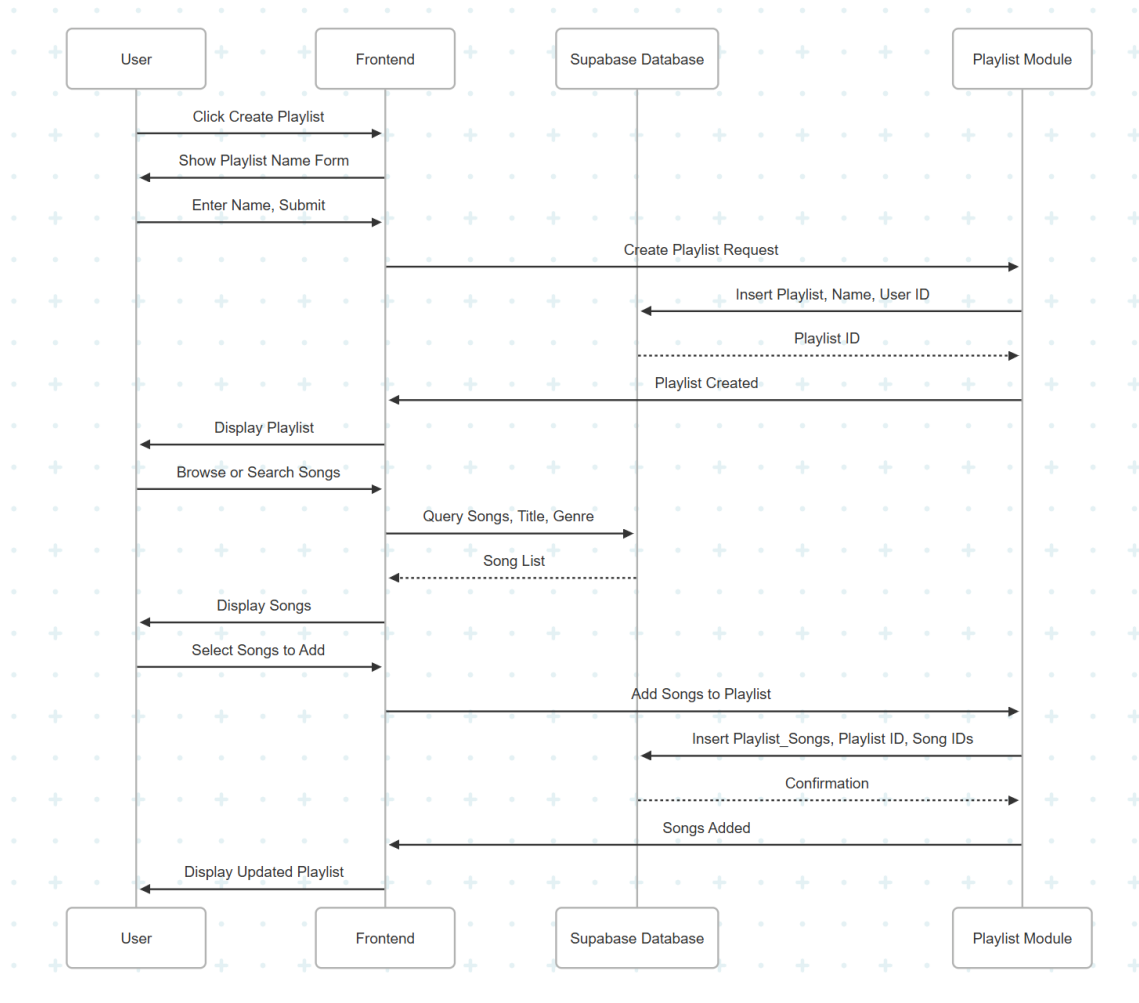 User
Frontend
Supabase Database
Playlist Module
Click Create Playlist
Show Playlist Name Form
Enter Name, Submit
Create Playlist Request
Insert Playlist, Name, User ID
Playlist ID
Playlist Created
Display Playlist
Browse or Search Songs
Query Songs, Title, Genre
Song List
Display Songs
Select Songs to Add
Add Songs to Playlist
Insert Playlist_Songs, Playlist ID, Song IDs
Confirmation
Songs Added
Display Updated Playlist
User
Frontend
Supabase Database
Playlist Module